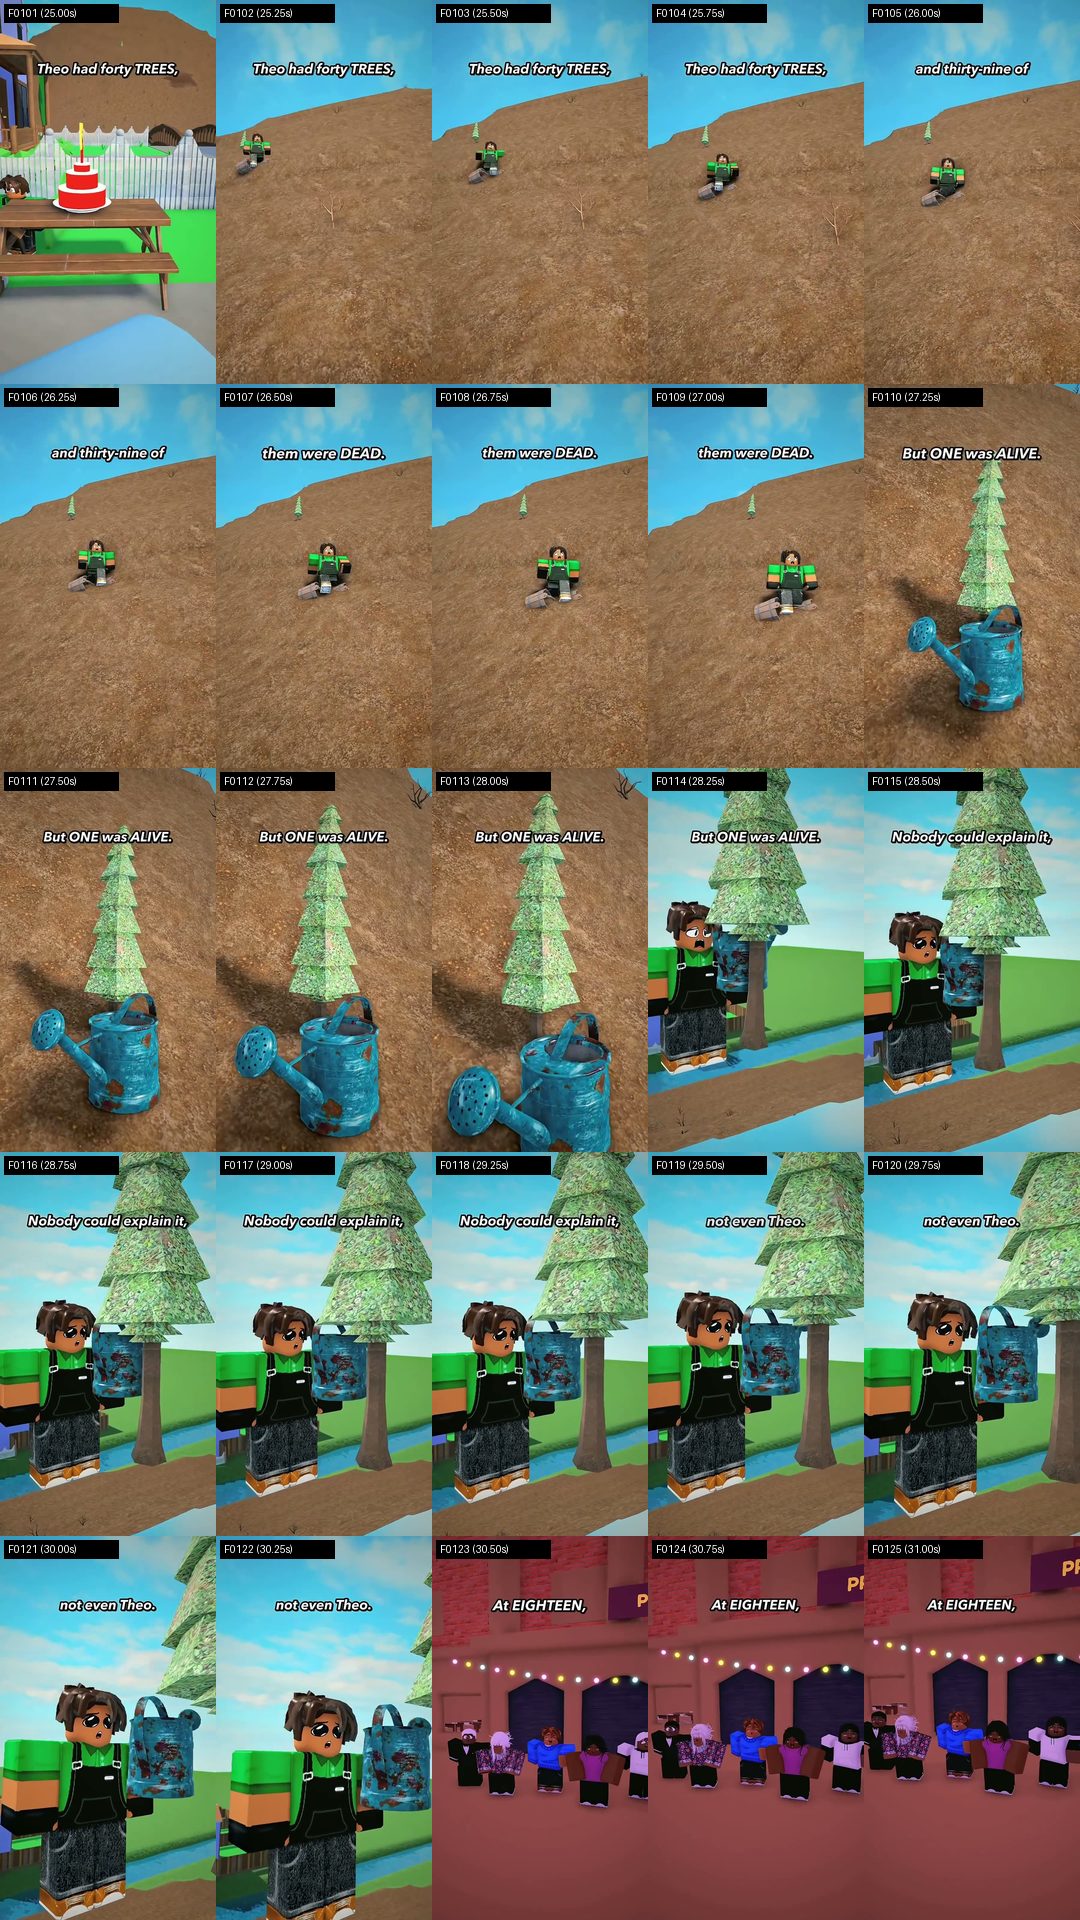 F0101 (25.00s)
Theo had forty TREES,
F0102 (25.25s)
Theo had forty TREES,
F0103 (25.50s)
Theo had forty TREES,
F0104 (25.75s)
Theo had forty TREES,
F0105 (26.00s)
and thirty-nine of
F0106 (26.25s)
and thirty-nine of
F0107 (26.50s)
them were DEAD.
F0108 (26.75s)
them were DEAD.
F0109 (27.00s)
them were DEAD.
F0110 (27.25s)
But ONE was ALIVE.
F0111 (27.50s)
But ONE was ALIVE.
F0112 (27.75s)
But ONE was ALIVE.
F0113 (28.00s)
But ONE was ALIVE.
F0114 (28.25s)
But ONE was ALIVE.
F0115 (28.50s)
Nobody could explain it,
F0116 (28.75s)
Nobody could explain it,
F0117 (29.00s)
Nobody could explain it,
F0118 (29.25s)
Nobody could explain it,
F0119 (29.50s)
not even Theo.
F0120 (29.75s)
not even Theo.
F0121 (30.00s)
not even Theo.
F0122 (30.25s)
not even Theo.
F0123 (30.50s)
P
At EIGHTEEN,
F0124 (30.75s)
PR
At EIGHTEEN,
F0125 (31.00s)
PR
At EIGHTEEN,